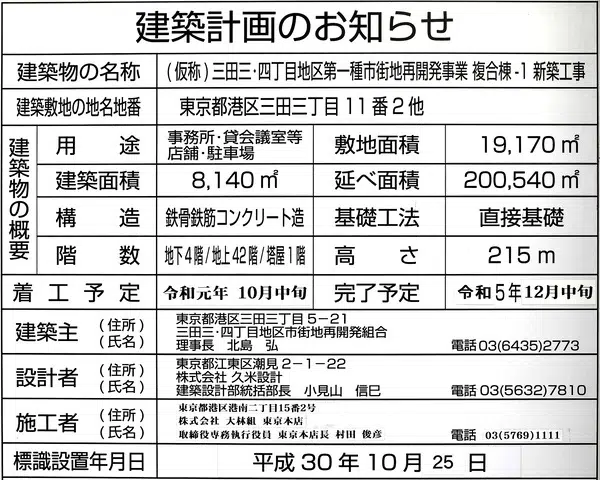 建築計画のお知らせ
建築物の名称 (仮称)三田三・四丁目地区第一種市街地再開発事業 複合棟-1 新築工事
建築敷地の地名地番 東京都港区三田三丁目11番2他
建築物の概要
用途 事務所・貸会議室等 店舗・駐車場 敷地面積 19,170㎡
建築面積 8,140㎡ 延べ面積 200,540㎡
構造 鉄骨鉄筋コンクリート造 基礎工法 直接基礎
階数 地下4階/地上42階/塔屋1階 高さ 215m
着工予定 令和元年 10月中旬 完了予定 令和5年12月中旬
建築主 (住所) 東京都港区三田三丁目5−21
(氏名) 三田三・四丁目地区市街地再開発組合
理事長 北島 弘 電話 03(6435)2773
設計者 (住所) 東京都江東区潮見2−1−22
(氏名) 株式会社 久米設計
建築設計部統括部長 小見山 信巳 電話 03(5632)7810
施工者 (住所) 東京都港区港南二丁目15番2号
(氏名) 株式会社 大林組 東京本店
取締役専務執行役員 東京本店長 村田 俊彦 電話 03(5769)1111
標識設置年月日 平成30年10月25日